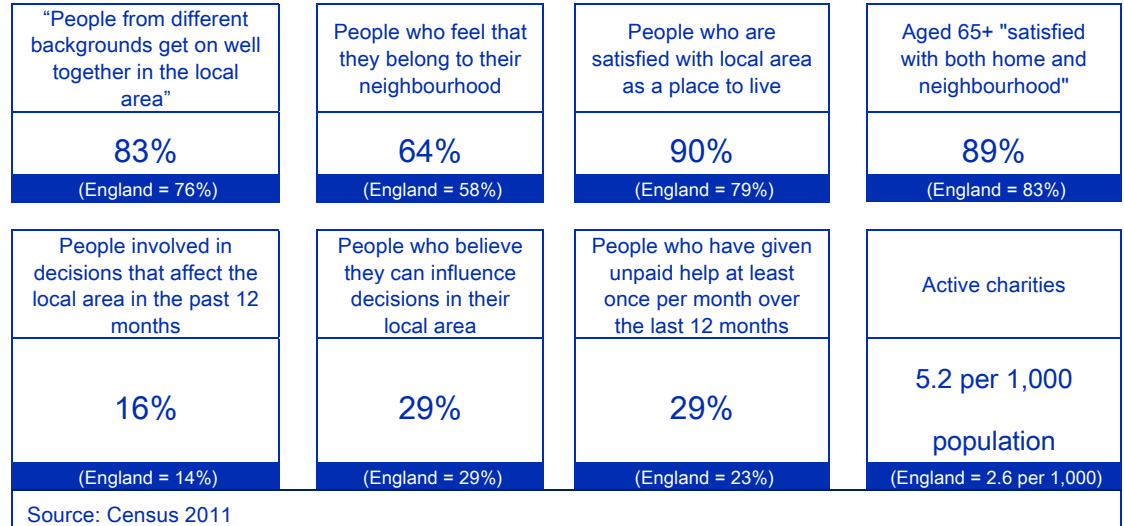 “People from different
backgrounds get on well
together in the local
area”
83%
(England = 76%)
People who feel that
they belong to their
neighbourhood
64%
(England = 58%)
People who are
satisfied with local area
as a place to live
90%
(England = 79%)
Aged 65+ "satisfied
with both home and
neighbourhood"
89%
(England = 83%)
People involved in
decisions that affect the
local area in the past 12
months
16%
(England = 14%)
People who believe
they can influence
decisions in their
local area
29%
(England = 29%)
People who have given
unpaid help at least
once per month over
the last 12 months
29%
(England = 23%)
Active charities
5.2 per 1,000
population
(England = 2.6 per 1,000)
Source: Census 2011